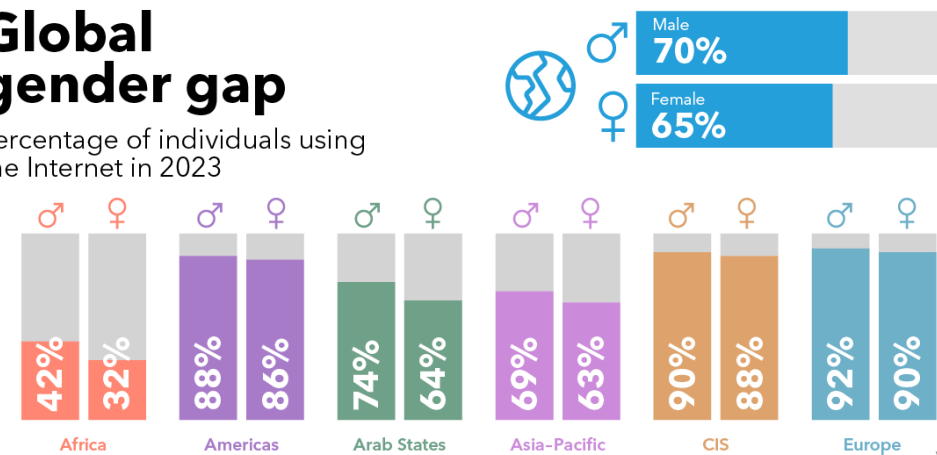 Global
gender gap
ercentage of individuals using
e Internet in 2023
Male
70%
Female
65%
42%
32%
88%
86%
74%
64%
69%
63%
90%
88%
92%
90%
Africa
Americas
Arab States
Asia-Pacific
CIS
Europe